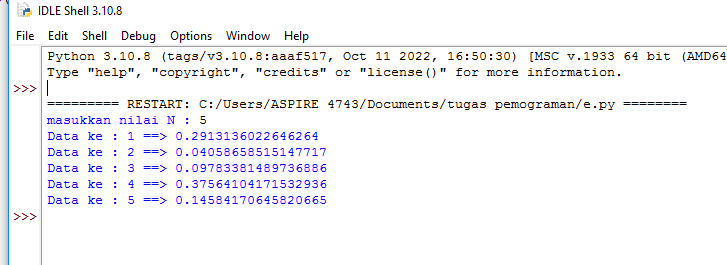 IDLE Shell 3.10.8
File Edit Shell Debug Options Window Help
Python 3.10.8 (tags/v3.10.8:aaaf517, Oct 11 2022, 16:50:30) [MSC v.1933 64 bit (AMD64
Type "help", "copyright", "credits" or "license()" for more information.
>>>
========= RESTART: C:/Users/ASPIRE 4743/Documents/tugas pemograman/e.py ========
masukkan nilai N : 5
Data ke : 1 ==> 0.2913136022646264
Data ke : 2 ==> 0.04058658515147717
Data ke : 3 ==> 0.09783381489736886
Data ke : 4 ==> 0.37564104171532936
Data ke : 5 ==> 0.14584170645820665
>>>